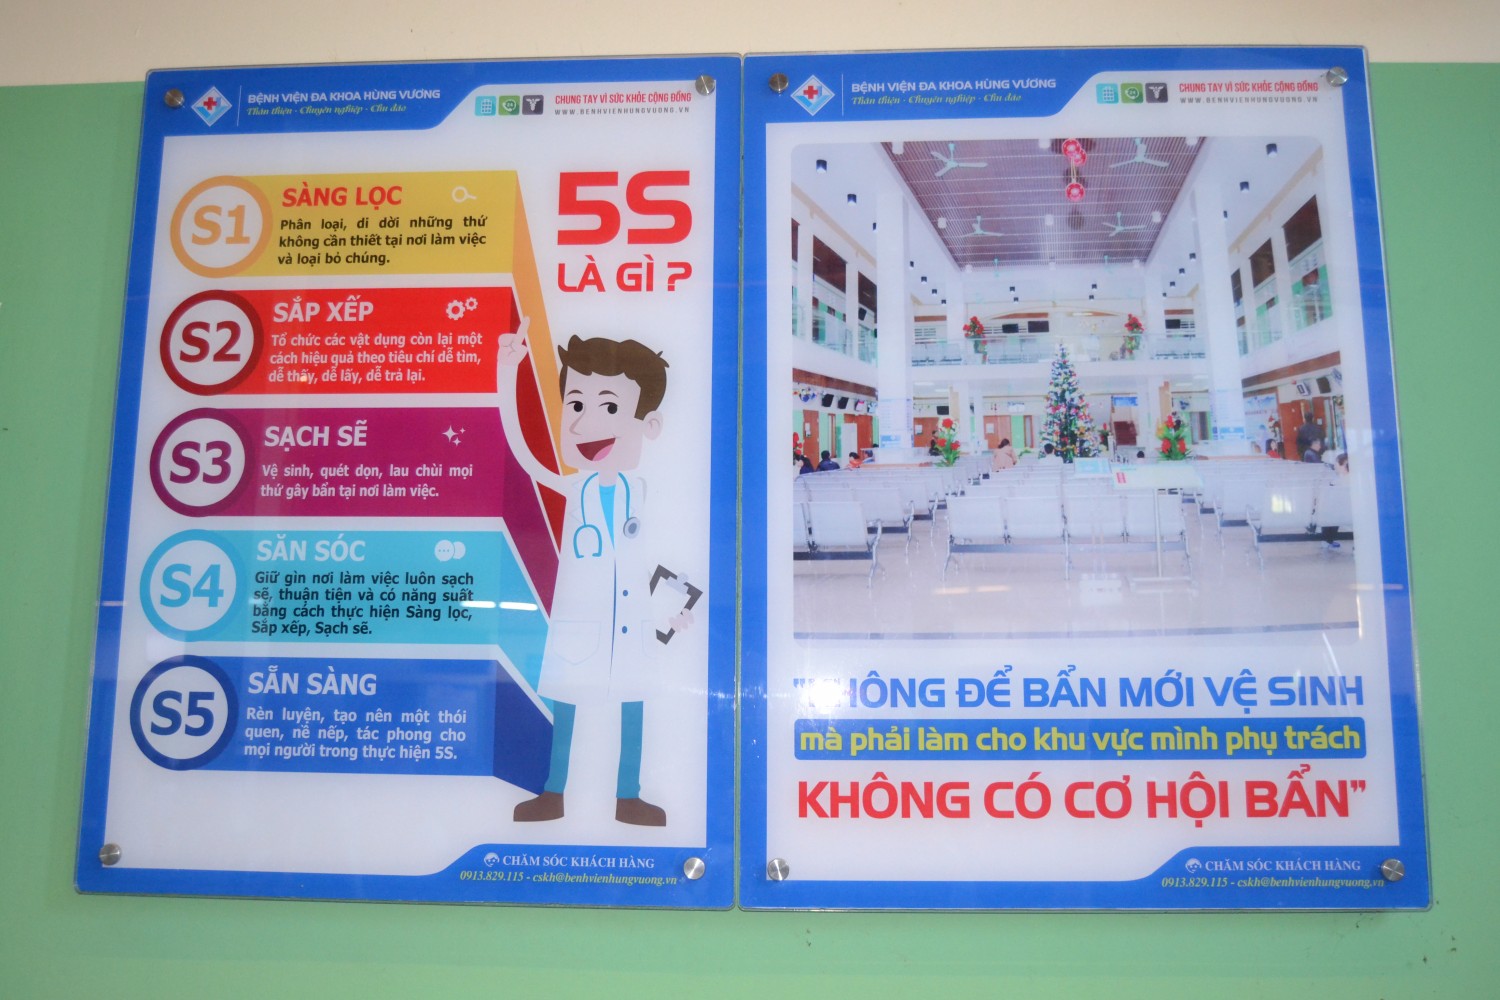 BỆNH VIỆN ĐA KHOA HÙNG VƯƠNG
Thân thiện - Chuyên nghiệp - Chu đáo
CHUNG TAY VÌ SỨC KHỎE CỘNG ĐỒNG
WWW.BENHVIENHUNGVUONG.VN
5S
LÀ GÌ ?
S1
SÀNG LỌC
Phân loại, di dời những thứ
không cần thiết tại nơi làm việc
và loại bỏ chúng.
S2
SẮP XẾP
Tổ chức các vật dụng còn lại một
cách hiệu quả theo tiêu chí dễ tìm,
dễ thấy, dễ lấy, dễ trả lại.
S3
SẠCH SẼ
Vệ sinh, quét dọn, lau chùi mọi
thứ gây bẩn tại nơi làm việc.
S4
SĂN SÓC
Giữ gìn nơi làm việc luôn sạch
sẽ, thuận tiện và có năng suất
bằng cách thực hiện Sàng lọc,
Sắp xếp, Sạch sẽ.
S5
SẴN SÀNG
Rèn luyện, tạo nên một thói
quen, nề nếp, tác phong cho
mọi người trong thực hiện 5S.
CHĂM SÓC KHÁCH HÀNG
0913.829.115 - cskh@benhvienhungvuong.vn
BỆNH VIỆN ĐA KHOA HÙNG VƯƠNG
Thân thiện - Chuyên nghiệp - Chu đáo
CHUNG TAY VÌ SỨC KHỎE CỘNG ĐỒNG
WWW.BENHVIENHUNGVUONG.VN
"KHÔNG ĐỂ BẨN MỚI VỆ SINH
mà phải làm cho khu vực mình phụ trách
KHÔNG CÓ CƠ HỘI BẨN"
CHĂM SÓC KHÁCH HÀNG
0913.829.115 - cskh@benhvienhungvuong.vn